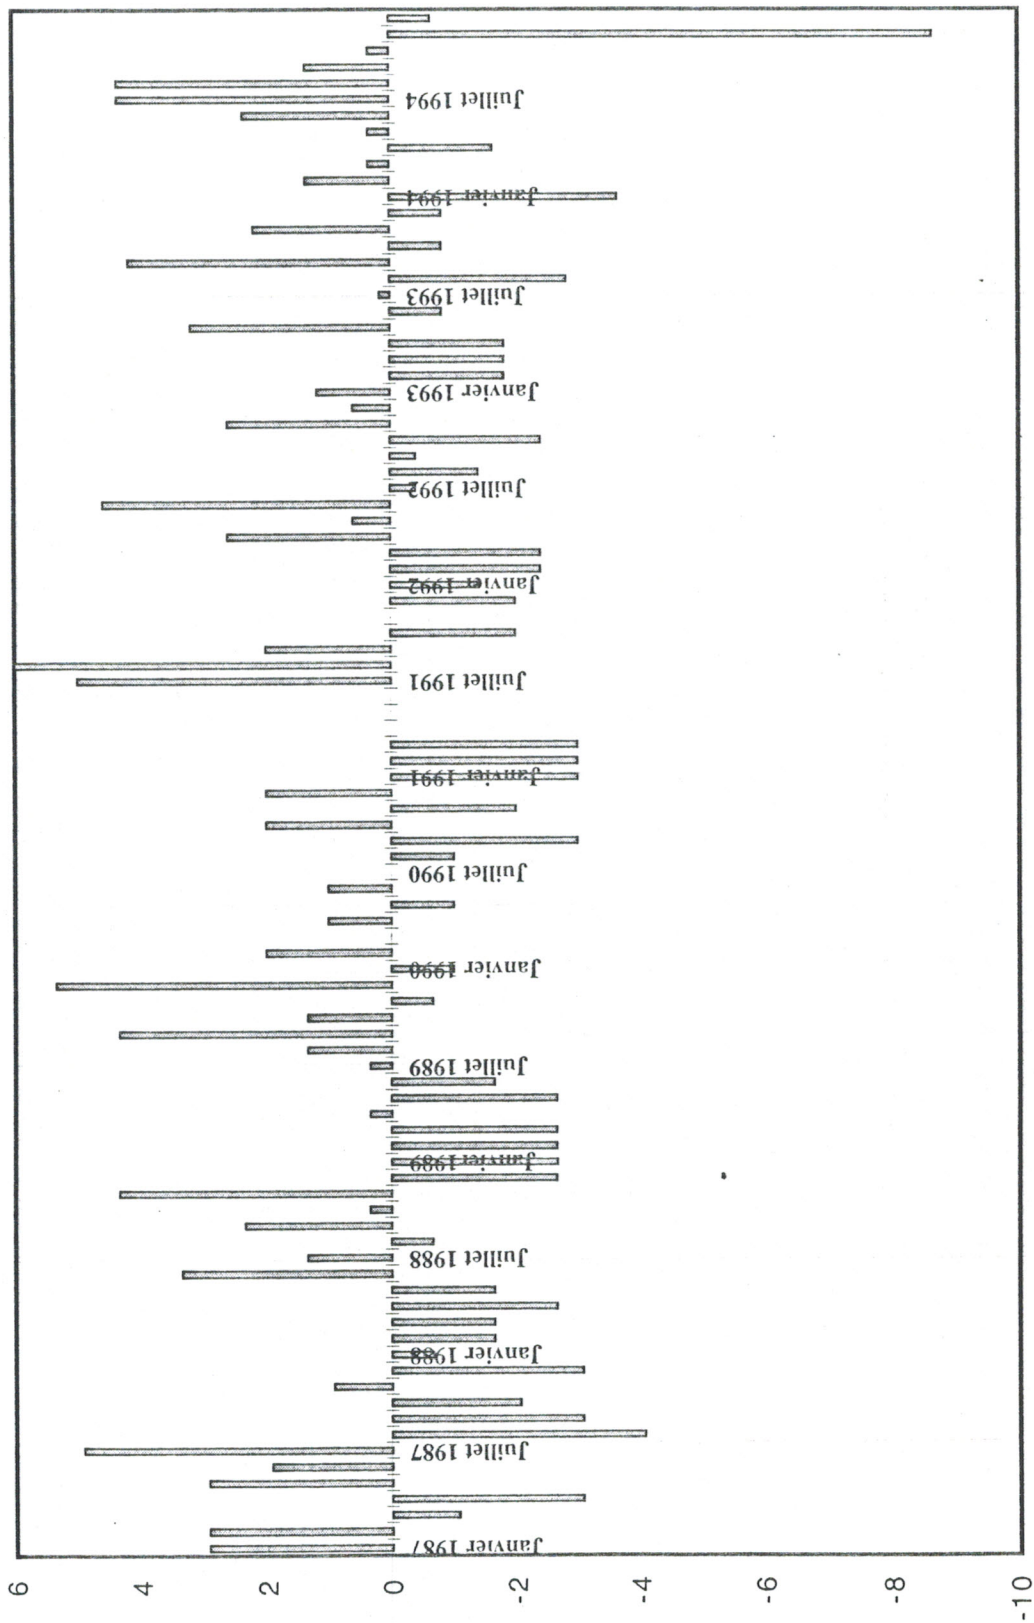 6
4
2
0
-2
-4
-6
-8
-10
Janvier 1987
Juillet 1987
Janvier 1988
Juillet 1988
Janvier 1989
Juillet 1989
Janvier 1990
Juillet 1990
Janvier 1991
Juillet 1991
Janvier 1992
Juillet 1992
Janvier 1993
Juillet 1993
Janvier 1994
Juillet 1994